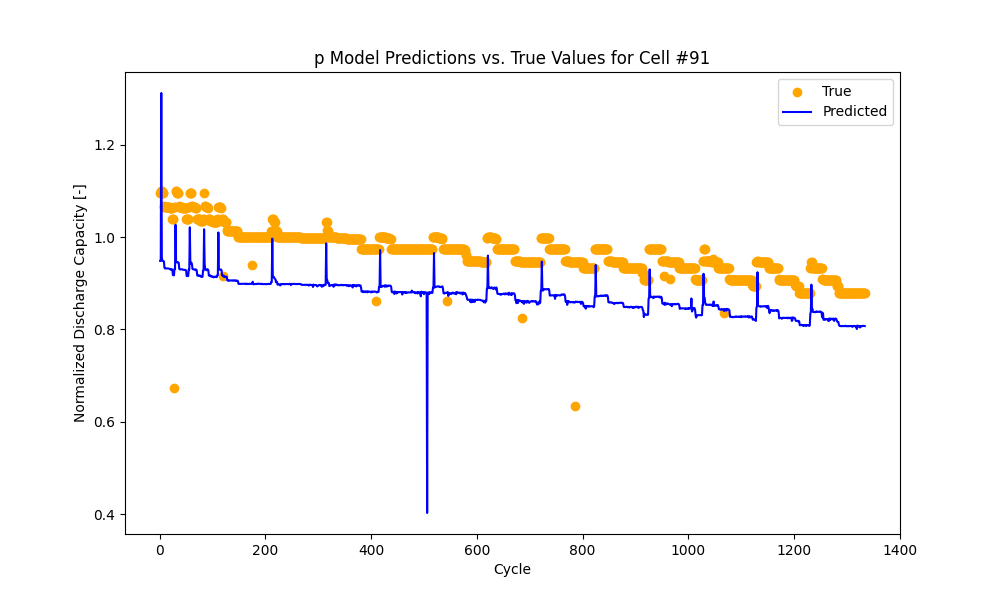 p Model Predictions vs. True Values for Cell #91
True
Predicted
Normalized Discharge Capacity [-]
1.2
1.0
0.8
0.6
0.4
0 200 400 600 800 1000 1200 1400
Cycle